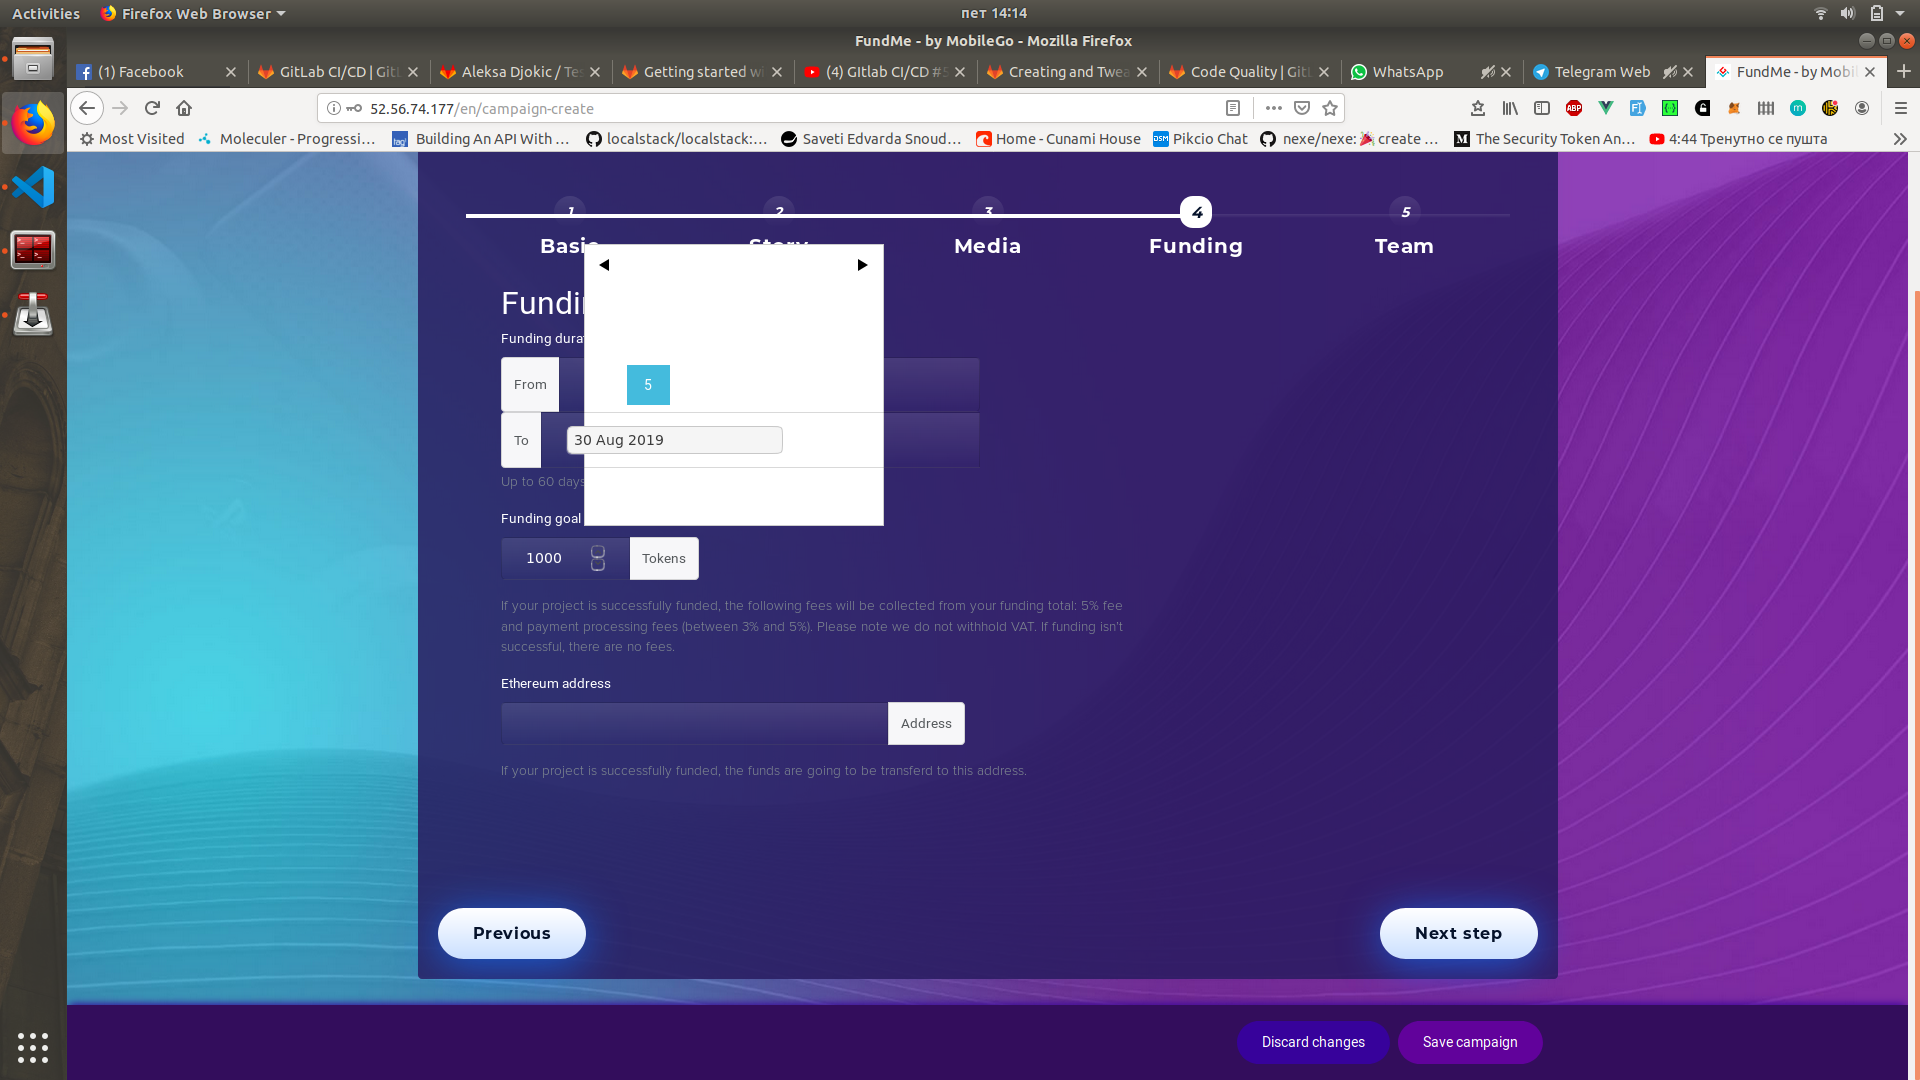 Activities
Firefox Web Browser
пет 14:14
FundMe - by MobileGo - Mozilla Firefox
(1) Facebook
GitLab CI/CD | Git
Aleksa Djokic / Te
Getting started wi
(4) GItlab CI/CD #
Creating and Twea
Code Quality | Git
WhatsApp
Telegram Web
FundMe - by Mobil
52.56.74.177/en/campaign-create
Most Visited
Moleculer - Progressi…
Building An API With …
localstack/localstack:…
Saveti Edvarda Snoud…
Home - Cunami House
Pikcio Chat
nexe/nexe: 🎉 create …
The Security Token An…
4:44 Тренутно се пушта
1
2
3
4
5
Basic
Story
Media
Funding
Team
Fundi
Funding dura
From
5
To
30 Aug 2019
Up to 60 days
Funding goal
1000
Tokens
If your project is successfully funded, the following fees will be collected from your funding total: 5% fee
and payment processing fees (between 3% and 5%). Please note we do not withhold VAT. If funding isn't
successful, there are no fees.
Ethereum address
Address
If your project is successfully funded, the funds are going to be transferd to this address.
Previous
Next step
Discard changes
Save campaign